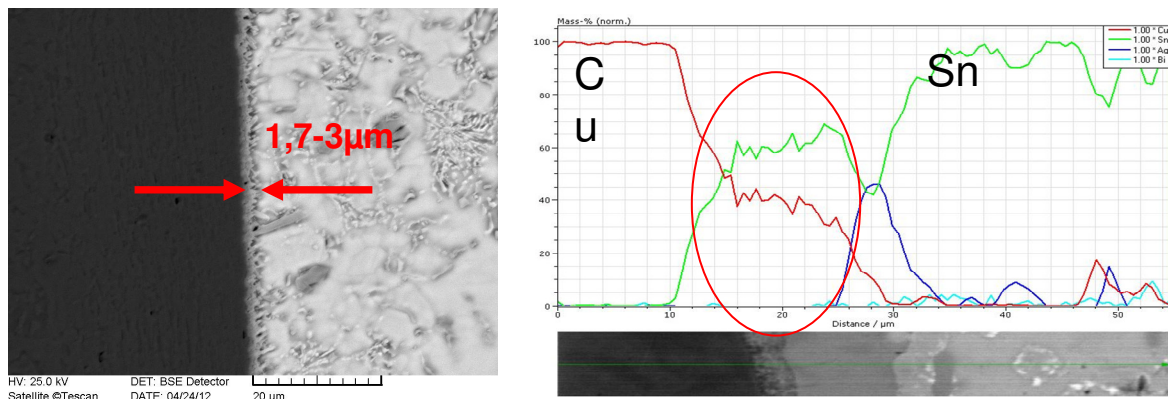 1,7-3µm
HV: 25.0 kV DET: BSE Detector
Satellite ©Tescan DATE: 04/24/12 20 µm
Mass-% (norm.)
1.00 * Cu
1.00 * Sn
1.00 * Ag
1.00 * Bi
C
u
Sn
100
80
60
40
20
0
0 10 20 30 40 50
Distance / µm